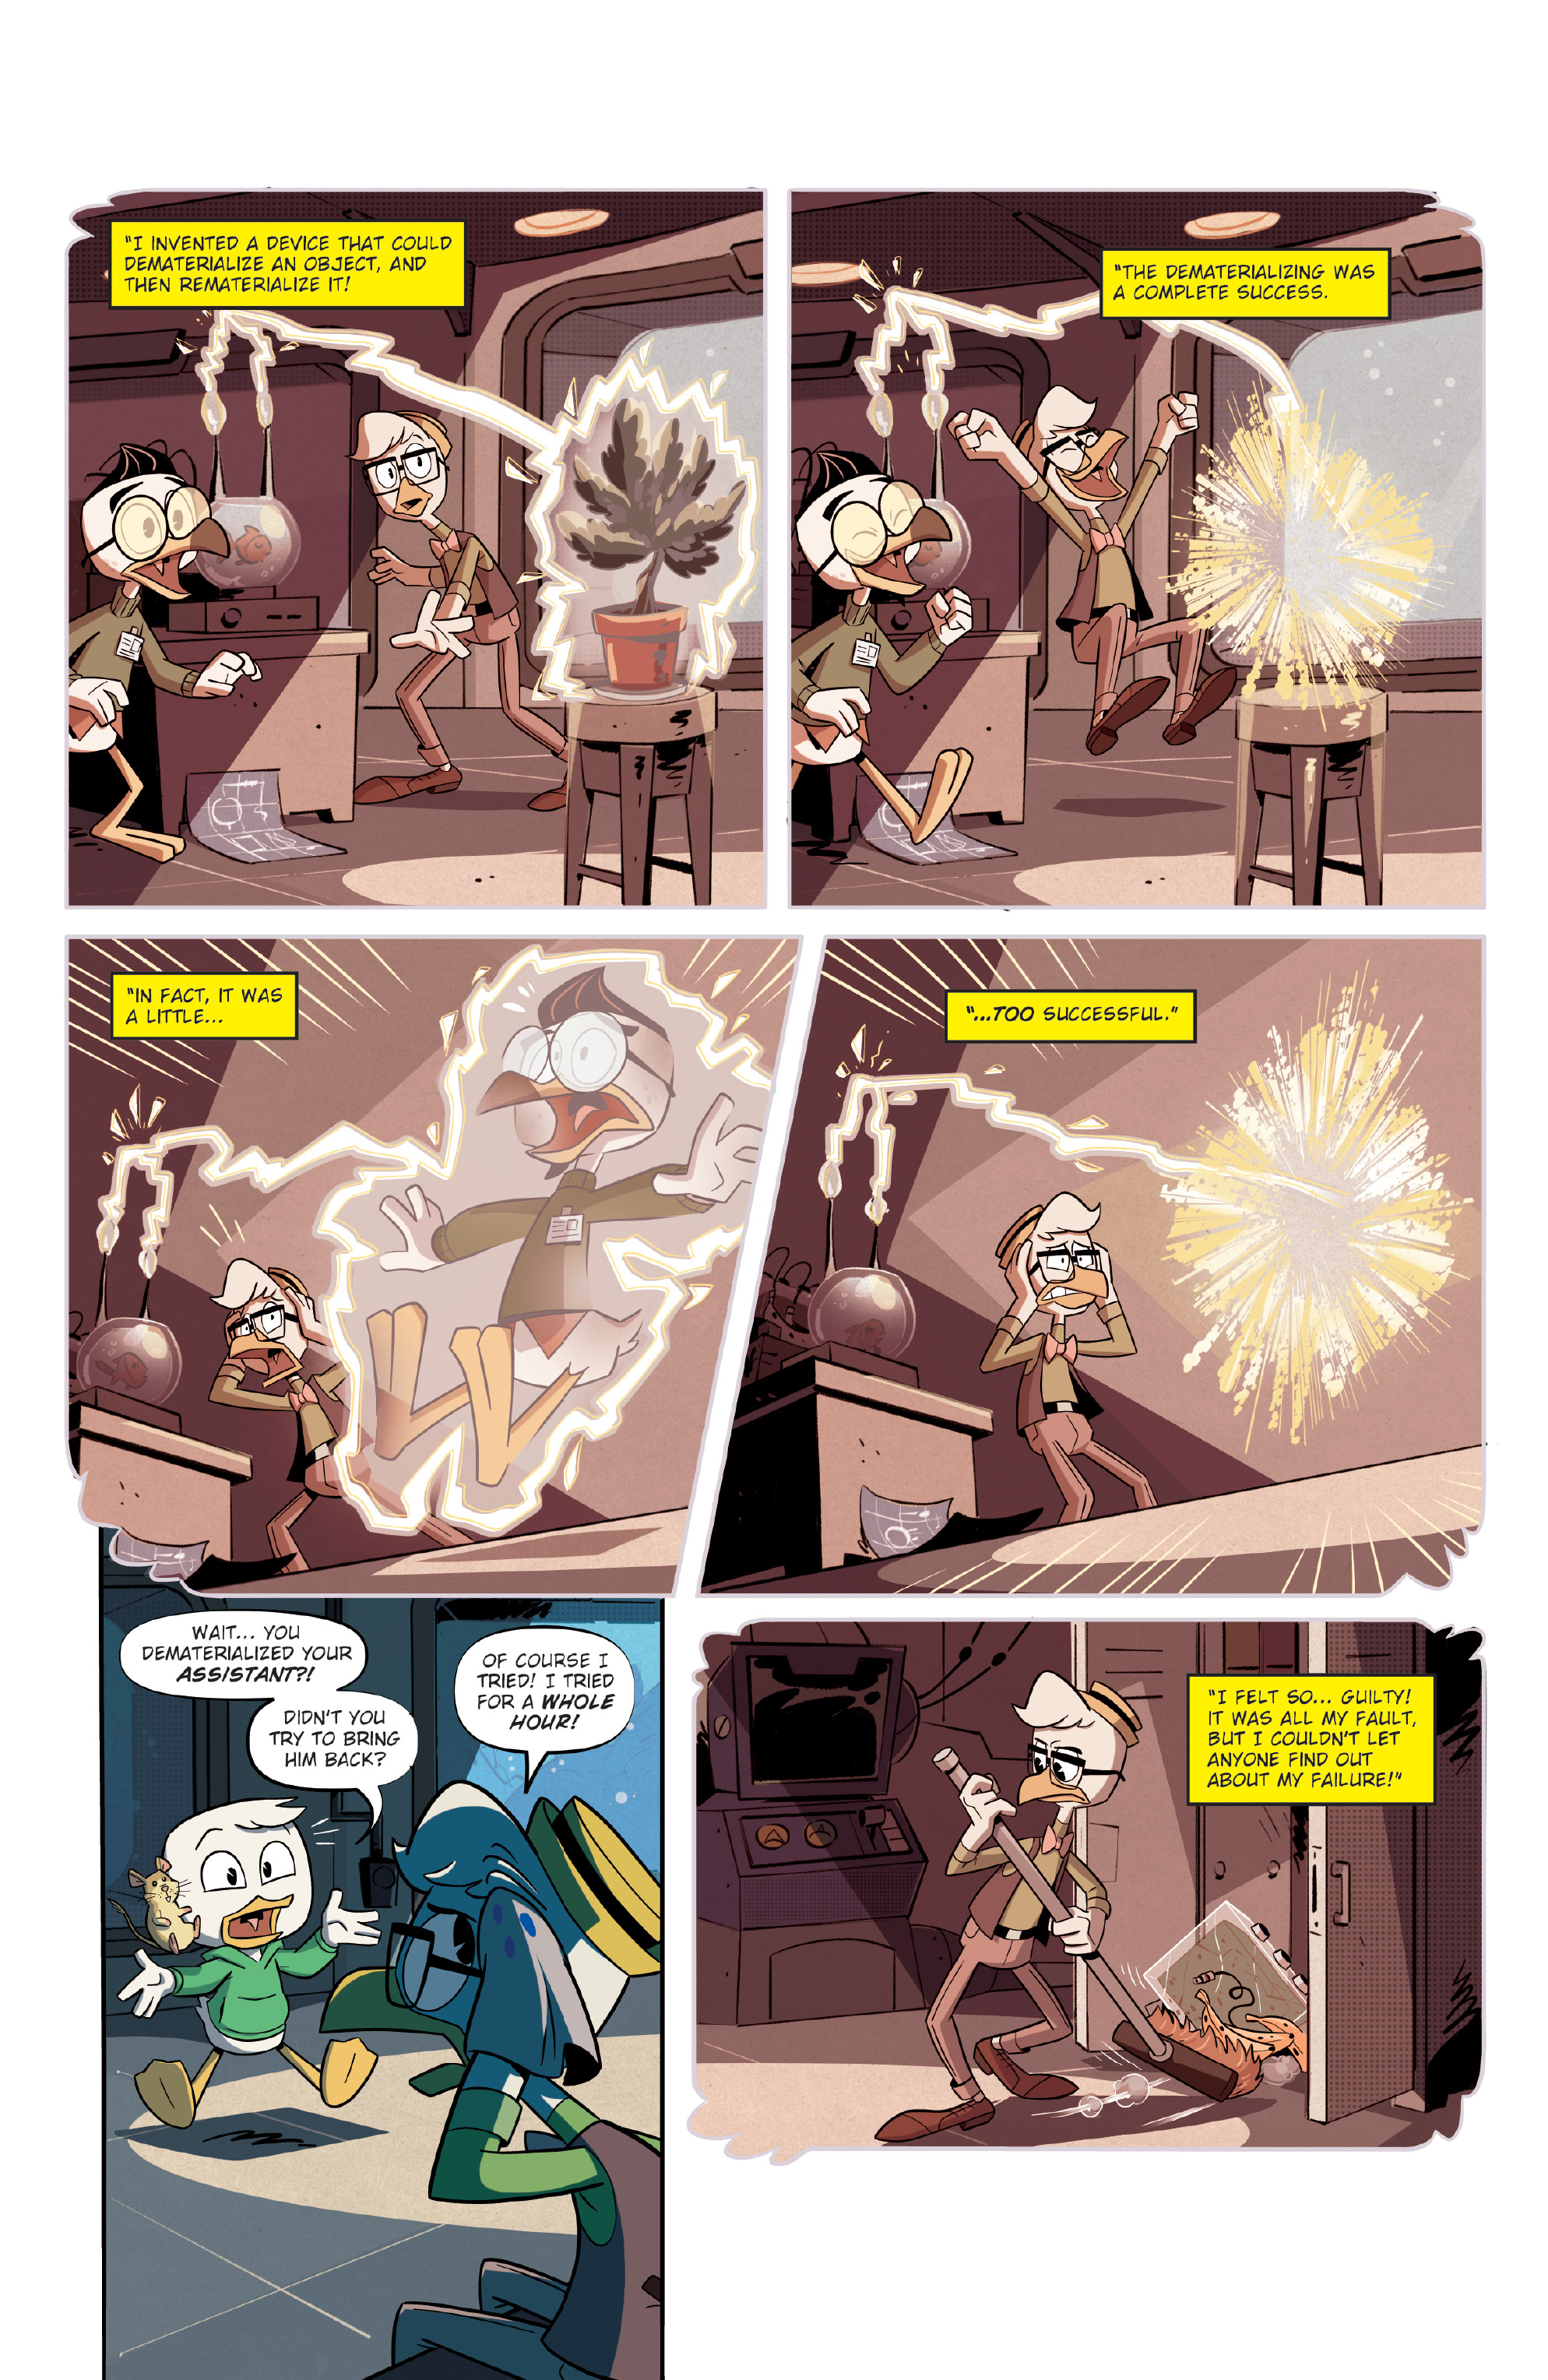 "I INVENTED A DEVICE THAT COULD
DEMATERIALIZE AN OBJECT, AND
THEN REMATERIALIZE IT!
"THE DEMATERIALIZING WAS
A COMPLETE SUCCESS.
"IN FACT, IT WAS
A LITTLE...
"...TOO SUCCESSFUL."
WAIT... YOU
DEMATERIALIZED YOUR
ASSISTANT?!
DIDN'T YOU
TRY TO BRING
HIM BACK?
OF COURSE I
TRIED! I TRIED
FOR A WHOLE
HOUR!
"I FELT SO... GUILTY!
IT WAS ALL MY FAULT,
BUT I COULDN'T LET
ANYONE FIND OUT
ABOUT MY FAILURE!"